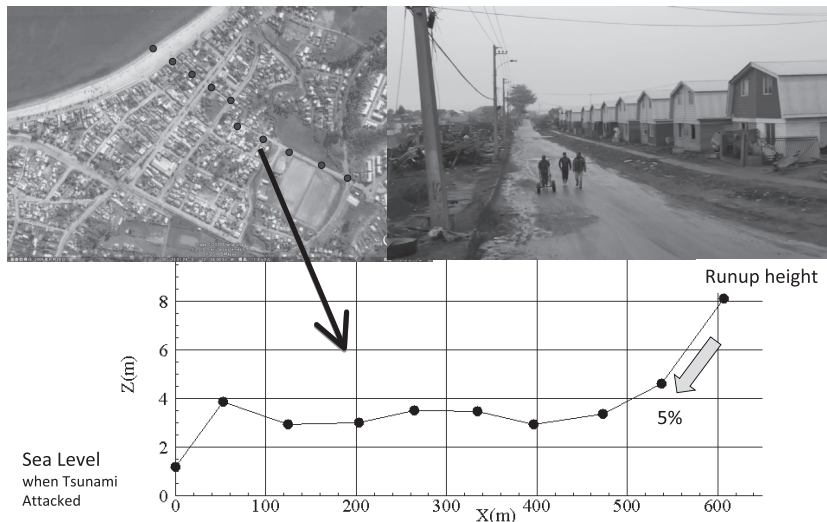 Runup height
8
6
Z(m)
4
5%
2
Sea Level
when Tsunami
Attacked
0
0 100 200 300 400 500 600
X(m)